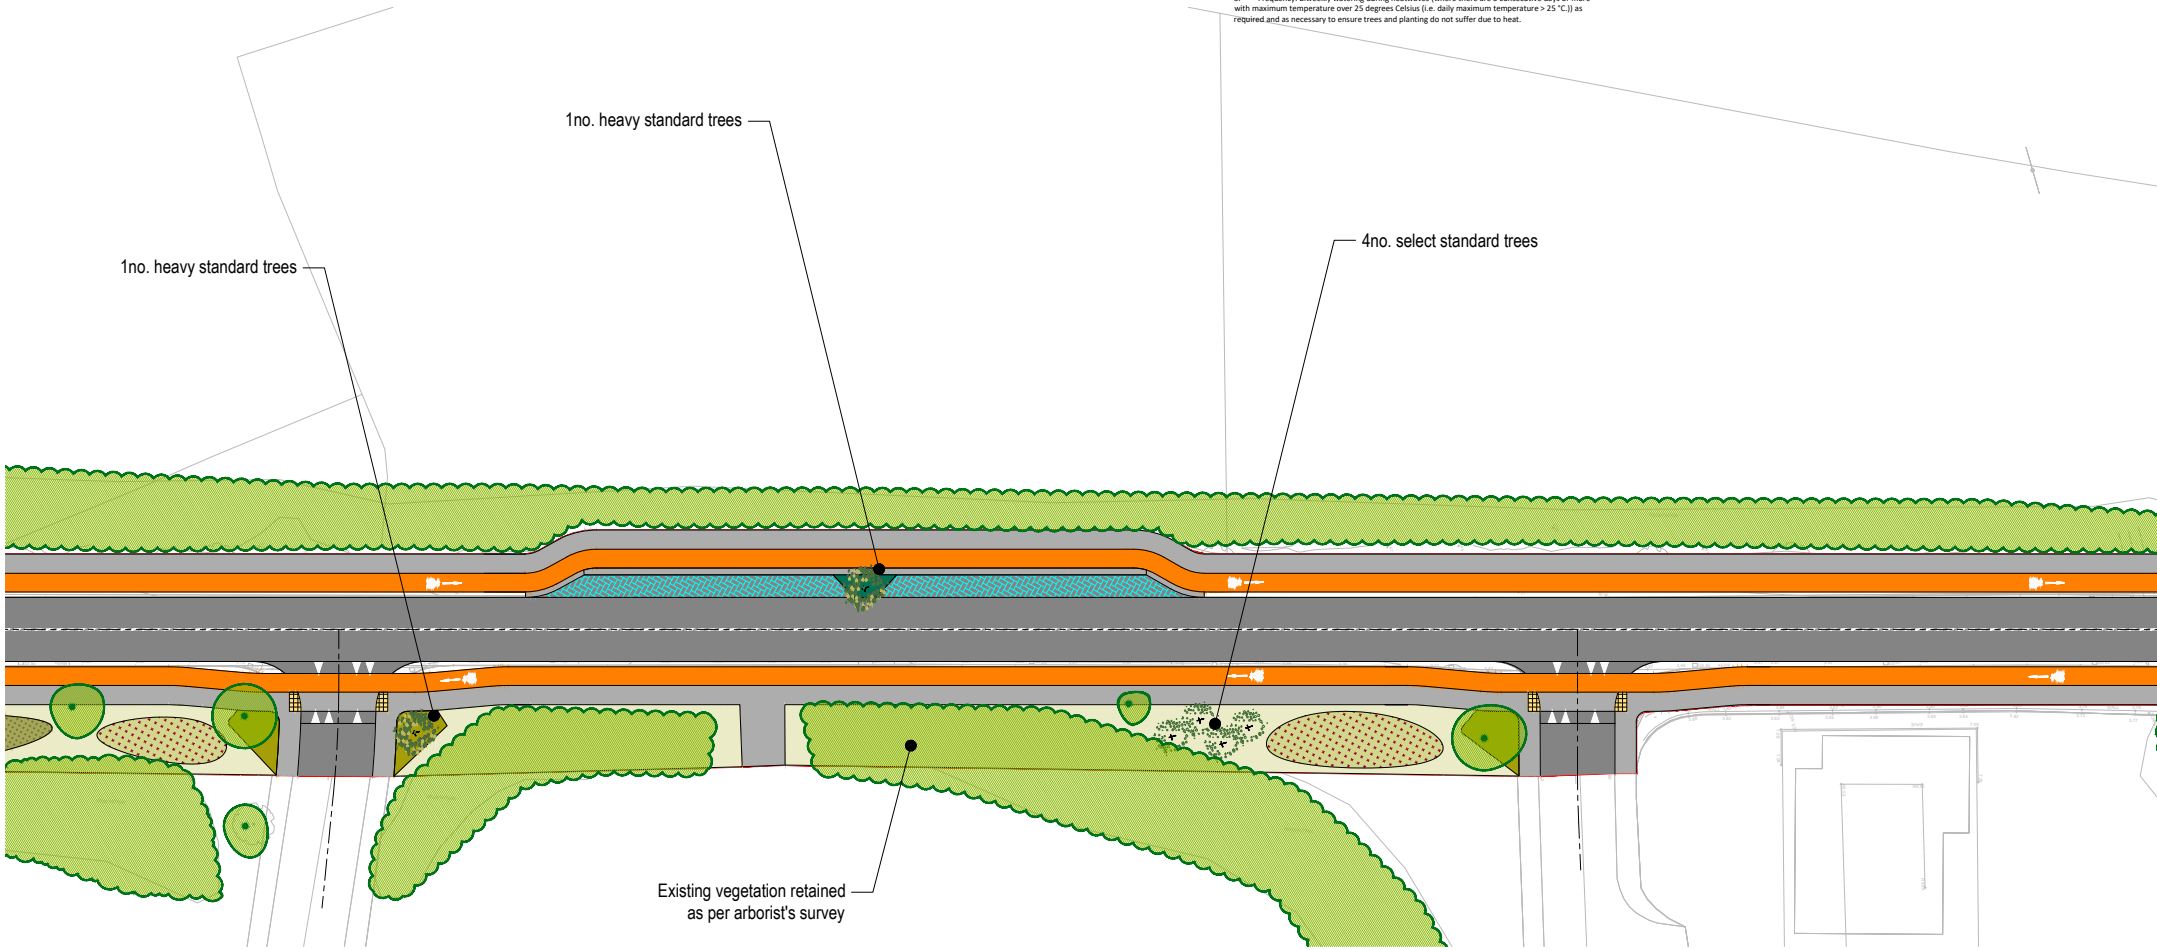 with maximum temperature over 25 degrees Celsius (i.e. daily maximum temperature > 25 °C.)) as
required and as necessary to ensure trees and planting do not suffer due to heat.
1no. heavy standard trees
4no. select standard trees
1no. heavy standard trees
Existing vegetation retained
as per arborist's survey